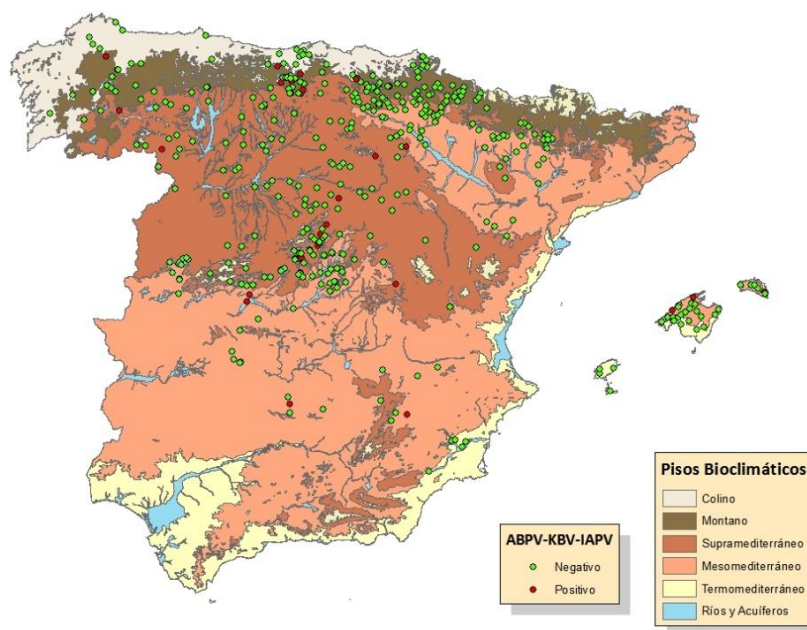 ABPV-KBV-IAPV
Negativo
Positivo
Pisos Bioclimáticos
Colino
Montano
Supramediterráneo
Mesomediterráneo
Termomediterráneo
Ríos y Acuíferos